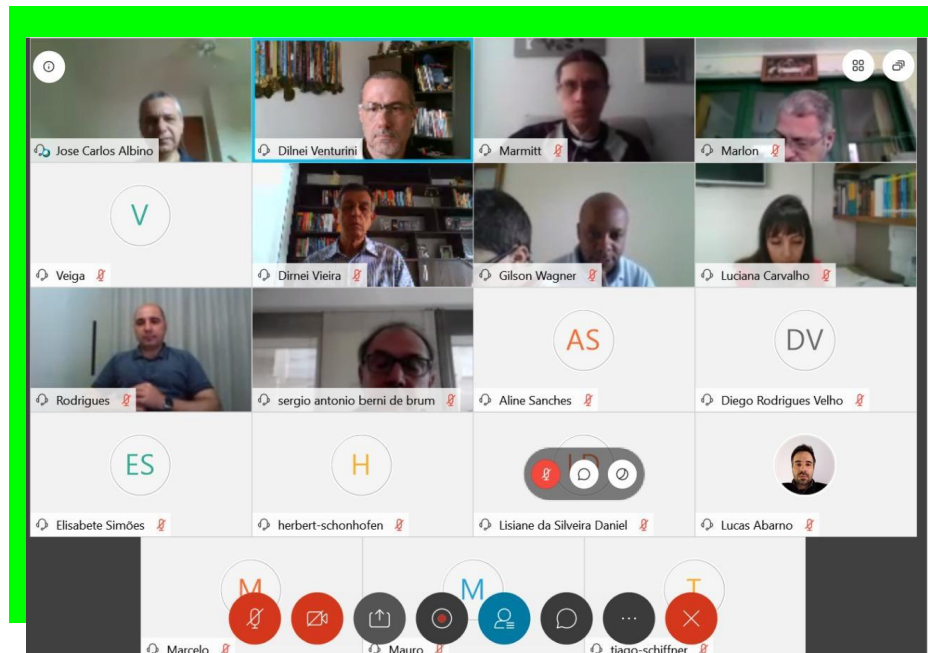 Jose Carlos Albino
Dilnei Venturini
Marmitt
Marlon
V
Veiga
Dirnei Vieira
Gilson Wagner
Luciana Carvalho
Rodrigues
sergio antonio berni de brum
AS
Aline Sanches
DV
Diego Rodrigues Velho
ES
Elisabete Simões
H
herbert-schonhofen
LD
Lisiane da Silveira Daniel
Lucas Abarno
M
Marcelo
M
Mauro
T
tiago-schiffner